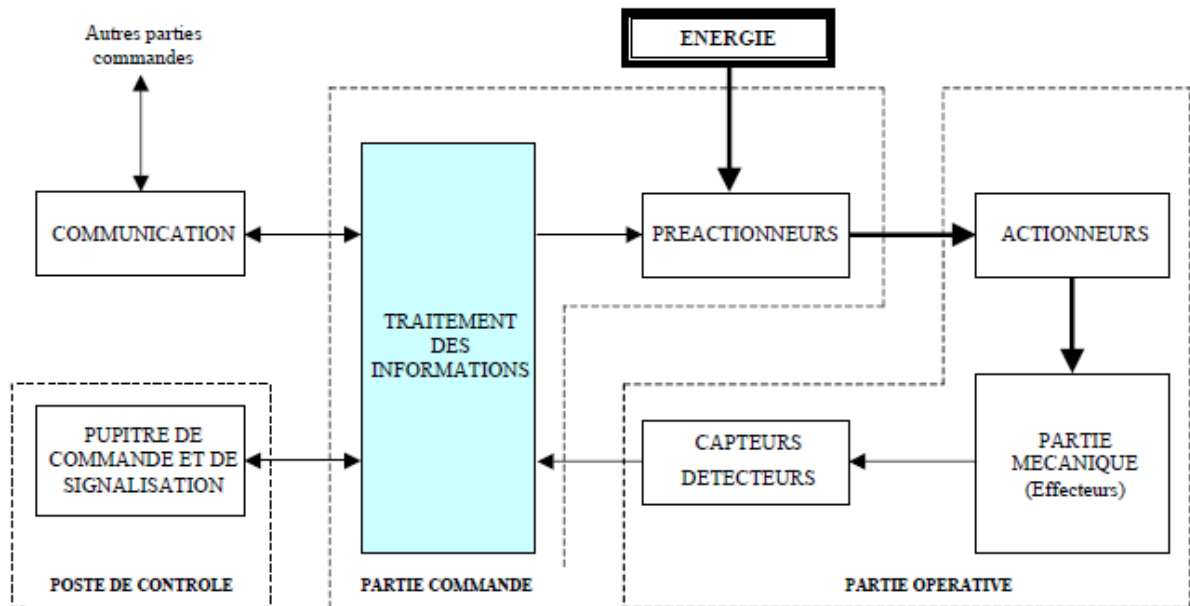 Autres parties
commandes
ENERGIE
COMMUNICATION
PREACTIONNEURS
ACTIONNEURS
TRAITEMENT
DES
INFORMATIONS
PUPITRE DE
COMMANDE ET DE
SIGNALISATION
CAPTEURS
DETECTEURS
PARTIE
MECANIQUE
(Effecteurs)
POSTE DE CONTROLE
PARTIE COMMANDE
PARTIE OPERATIVE